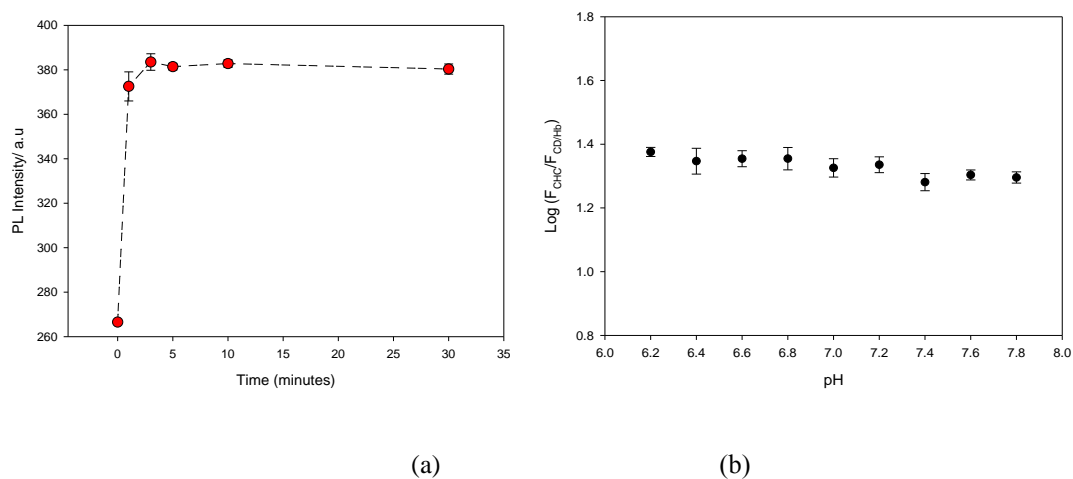 400
380
360
340
320
300
280
260
PL Intensity/ a.u
0 5 10 15 20 25 30 35
Time (minutes)
1.8
1.6
1.4
1.2
1.0
0.8
Log (F_CHC/F_CD/Hb)
6.0 6.2 6.4 6.6 6.8 7.0 7.2 7.4 7.6 7.8 8.0
pH
(a) (b)